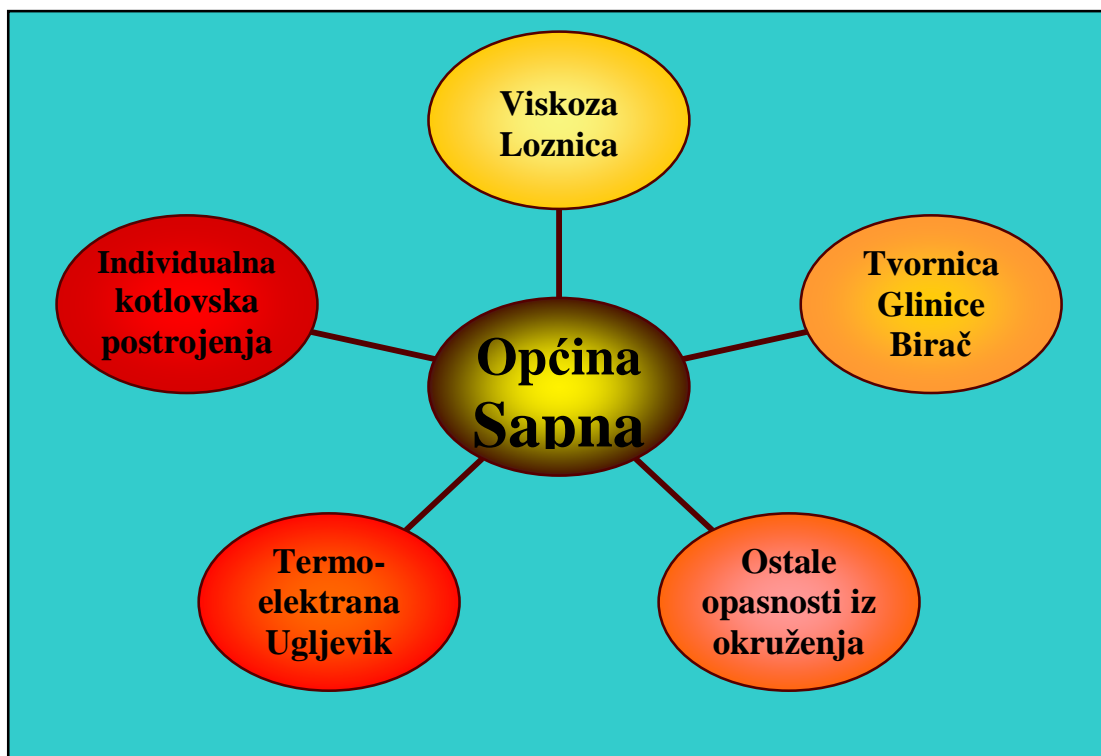 Viskoza
Loznica
Individualna
kotlovska
postrojenja
Tvornica
Glinice
Birač
Općina
Sapna
Termo-
elektrana
Ugljevik
Ostale
opasnosti iz
okruženja